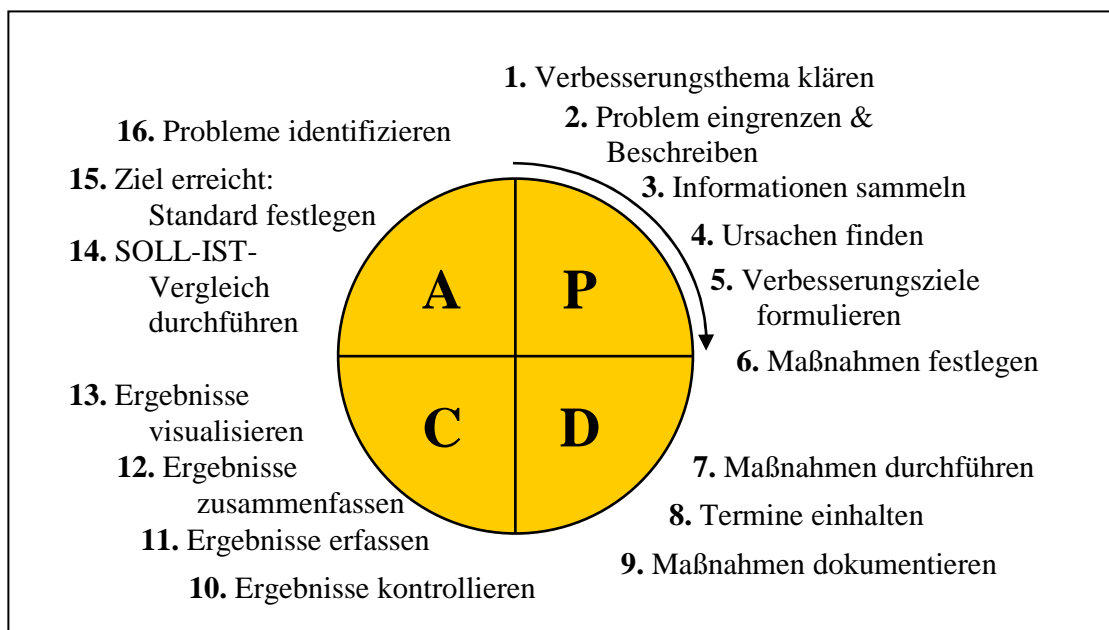 1. Verbesserungsthema klären
2. Problem eingrenzen &
Beschreiben
3. Informationen sammeln
4. Ursachen finden
5. Verbesserungsziele
formulieren
6. Maßnahmen festlegen
7. Maßnahmen durchführen
8. Termine einhalten
9. Maßnahmen dokumentieren
10. Ergebnisse kontrollieren
11. Ergebnisse erfassen
12. Ergebnisse
zusammenfassen
13. Ergebnisse
visualisieren
14. SOLL-IST-
Vergleich
durchführen
15. Ziel erreicht:
Standard festlegen
16. Probleme identifizieren
A P
C D